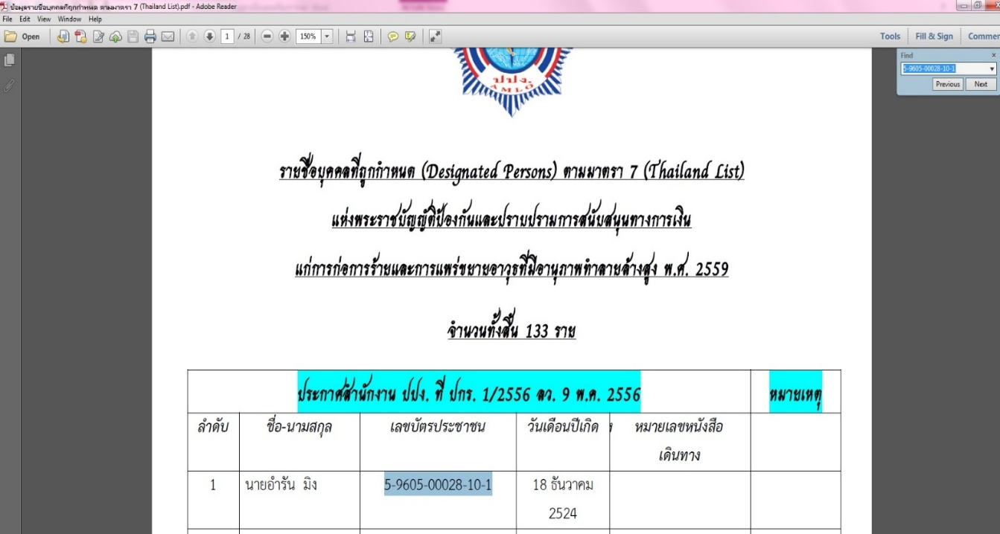 ข้อมูลรายชื่อบุคคลที่ถูกกำหนด ตามมาตรา 7 (Thailand List).pdf - Adobe Reader
File Edit View Window Help
Open 1 / 28 150% Tools Fill & Sign Comment
Find
5-9605-00028-10-1
Previous Next
ปปง.
AMLO
รายชื่อบุคคลที่ถูกกำหนด (Designated Persons) ตามมาตรา 7 (Thailand List)
แห่งพระราชบัญญัติป้องกันและปราบปรามการสนับสนุนทางการเงิน
แก่การก่อการร้ายและการแพร่ขยายอาวุธที่มีอานุภาพทำลายล้างสูง พ.ศ. 2559
จำนวนทั้งสิ้น 133 ราย
ประกาศสำนักงาน ปปง. ที่ ปกร. 1/2556 ลว. 9 พ.ค. 2556 หมายเหตุ
ลำดับ ชื่อ-นามสกุล เลขบัตรประชาชน วันเดือนปีเกิด หมายเลขหนังสือ
เดินทาง
1 นายอำรัน มิง 5-9605-00028-10-1 18 ธันวาคม
2524